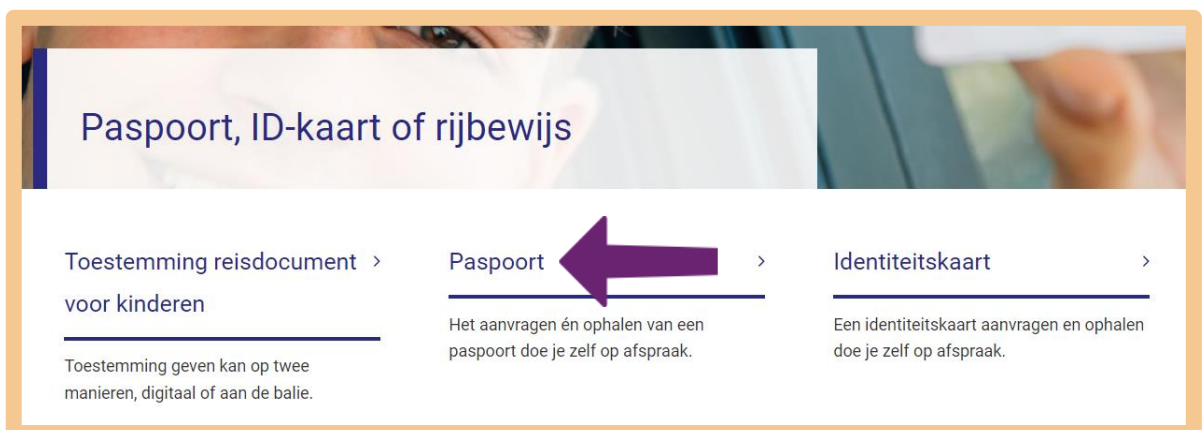 Paspoort, ID-kaart of rijbewijs
Toestemming reisdocument
voor kinderen
Toestemming geven kan op twee
manieren, digitaal of aan de balie.
Paspoort
Het aanvragen én ophalen van een
paspoort doe je zelf op afspraak.
Identiteitskaart
Een identiteitskaart aanvragen en ophalen
doe je zelf op afspraak.